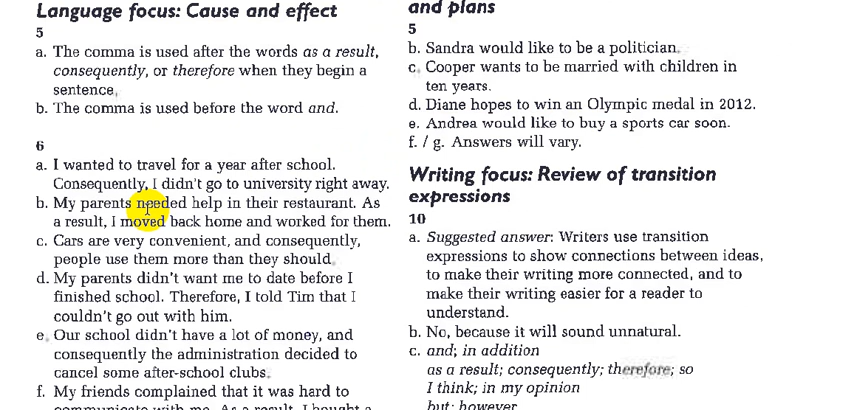 Language focus: Cause and effect
5
a. The comma is used after the words as a result,
consequently, or therefore when they begin a
sentence.
b. The comma is used before the word and.
6
a. I wanted to travel for a year after school.
Consequently, I didn't go to university right away.
b. My parents needed help in their restaurant. As
a result, I moved back home and worked for them.
c. Cars are very convenient, and consequently,
people use them more than they should.
d. My parents didn't want me to date before I
finished school. Therefore, I told Tim that I
couldn't go out with him.
e. Our school didn't have a lot of money, and
consequently the administration decided to
cancel some after-school clubs.
f. My friends complained that it was hard to
communicate with me. As a result, I bought a
and plans
5
b. Sandra would like to be a politician.
c. Cooper wants to be married with children in
ten years.
d. Diane hopes to win an Olympic medal in 2012.
e. Andrea would like to buy a sports car soon.
f. / g. Answers will vary.
Writing focus: Review of transition
expressions
10
a. Suggested answer: Writers use transition
expressions to show connections between ideas,
to make their writing more connected, and to
make their writing easier for a reader to
understand.
b. No, because it will sound unnatural.
c. and; in addition
as a result; consequently; therefore; so
I think; in my opinion
but; however